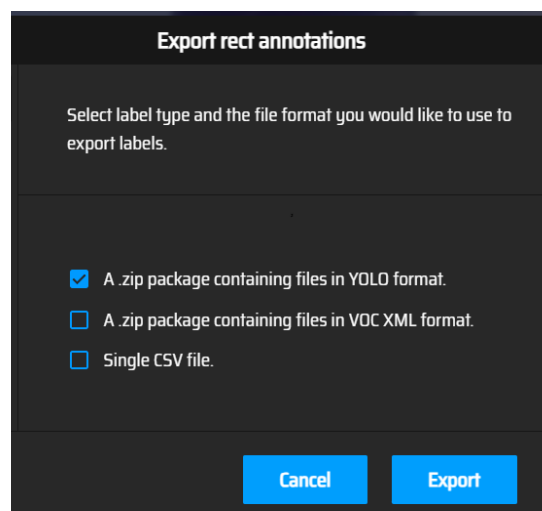 Export rect annotations
Select label type and the file format you would like to use to
export labels.
A .zip package containing files in YOLO format.
A .zip package containing files in VOC XML format.
Single CSV file.
Cancel
Export